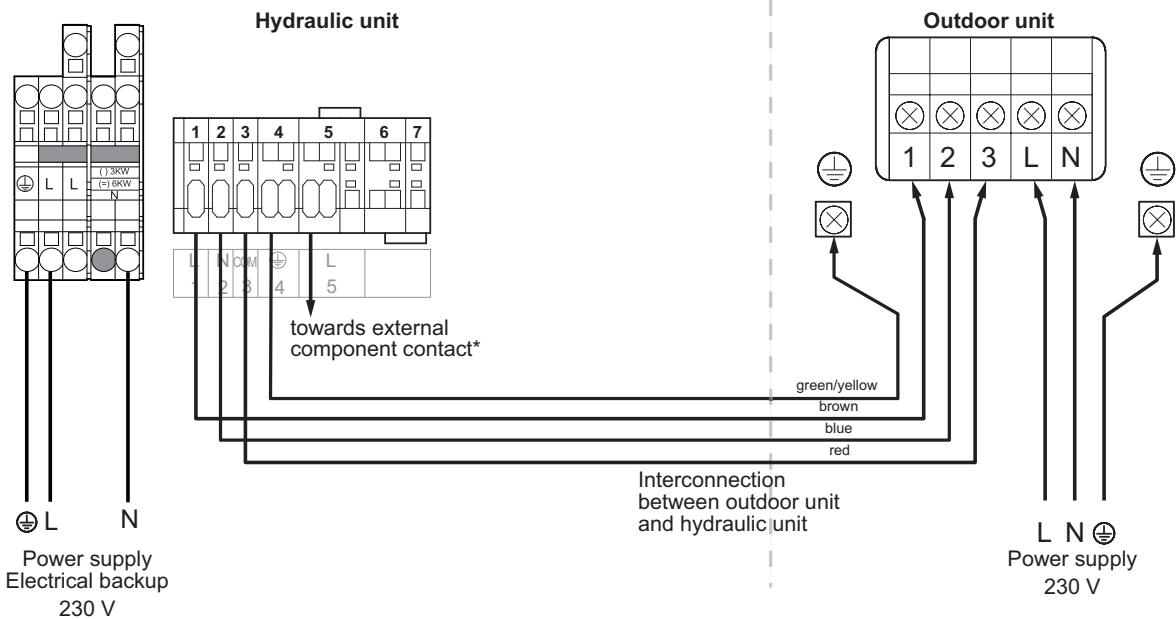 Hydraulic unit
Outdoor unit
1 2 3 4 5 6 7
L L
( ) 3KW
(=) 6KW
N
1 2 3 L N
L N COM L
1 2 3 4 5
towards external
component contact*
green/yellow
brown
blue
red
Interconnection
between outdoor unit
and hydraulic unit
L N
Power supply
Electrical backup
230 V
L N
Power supply
230 V